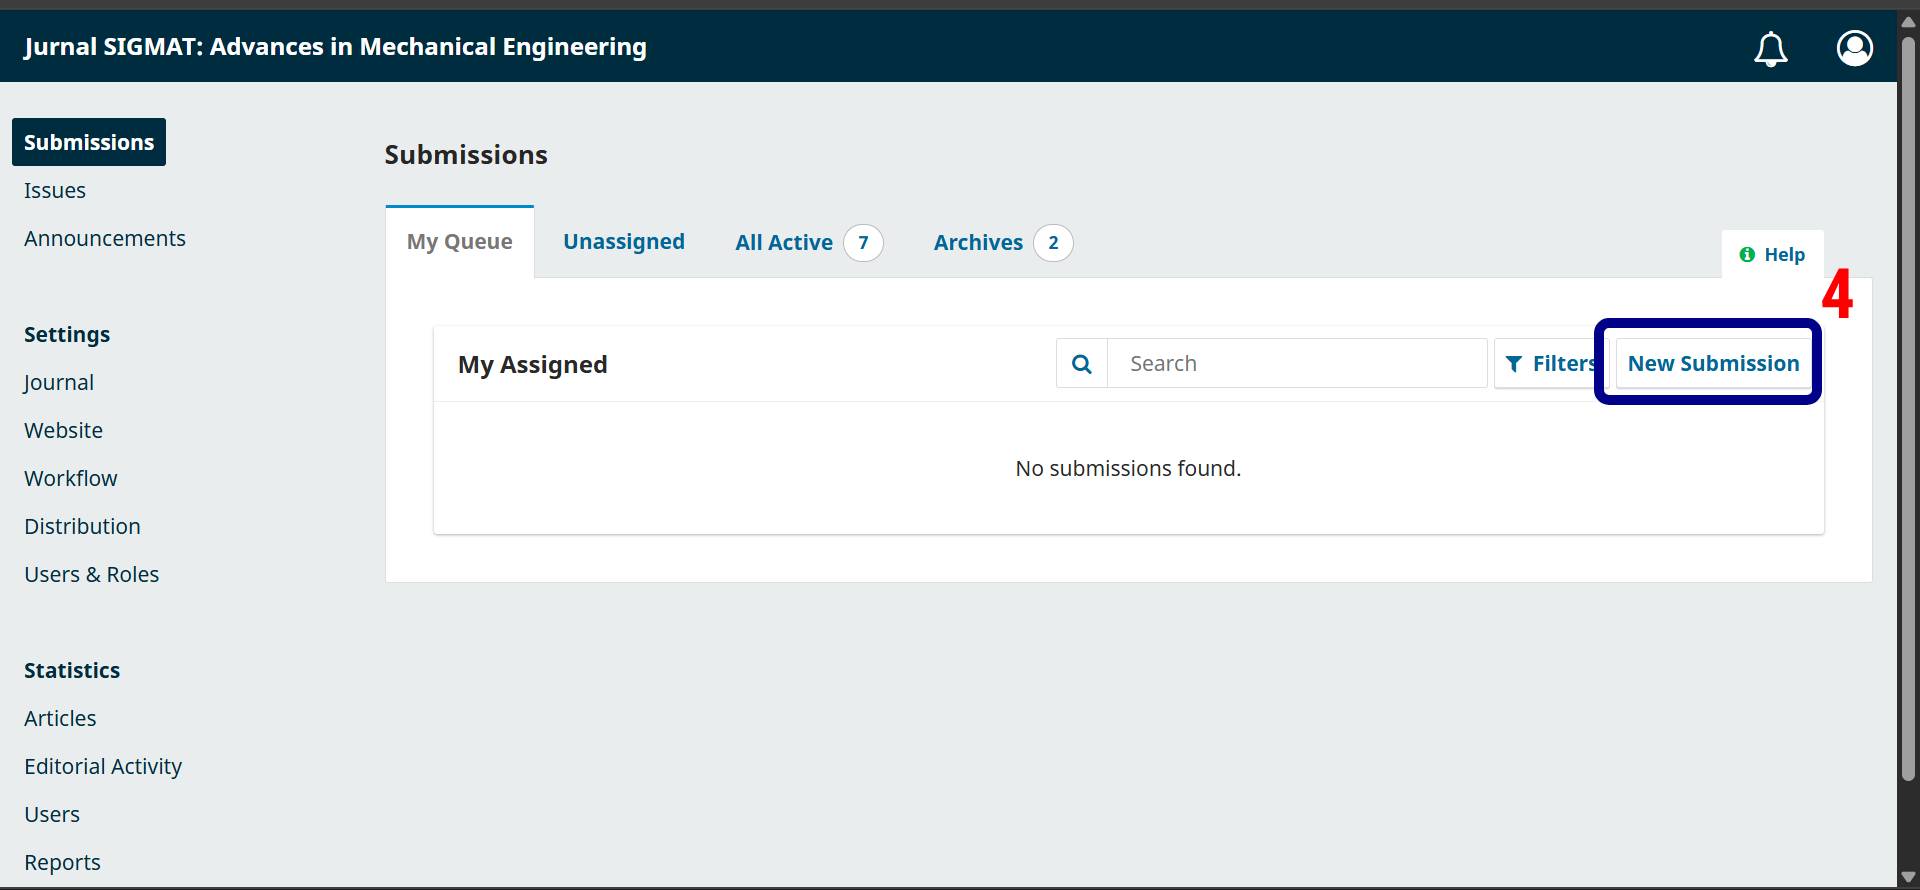 Jurnal SIGMAT: Advances in Mechanical Engineering
Submissions
Issues
Announcements
Settings
Journal
Website
Workflow
Distribution
Users & Roles
Statistics
Articles
Editorial Activity
Users
Reports
Submissions
My Queue Unassigned All Active 7 Archives 2
Help
4
My Assigned Search Filters New Submission
No submissions found.